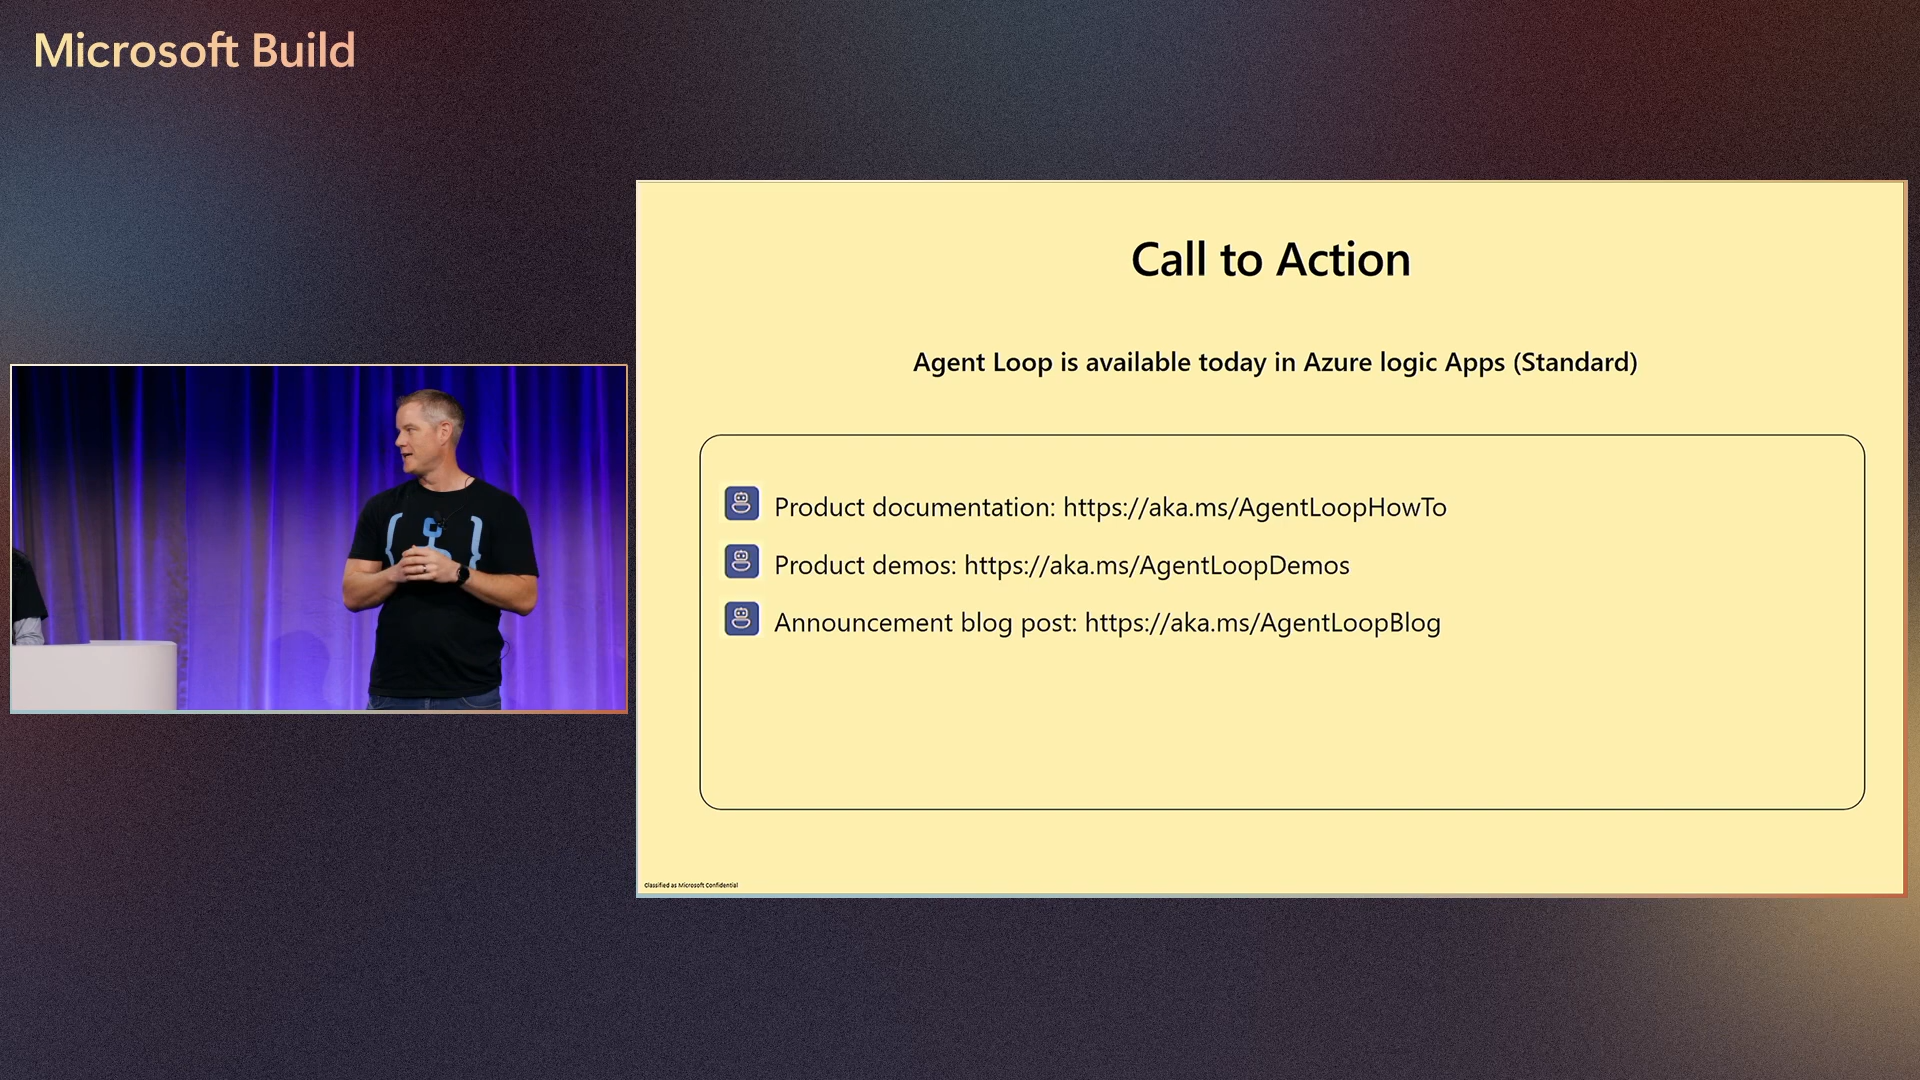 Microsoft Build
Call to Action
Agent Loop is available today in Azure logic Apps (Standard)
Product documentation: https://aka.ms/AgentLoopHowTo
Product demos: https://aka.ms/AgentLoopDemos
Announcement blog post: https://aka.ms/AgentLoopBlog
Classified as Microsoft Confidential